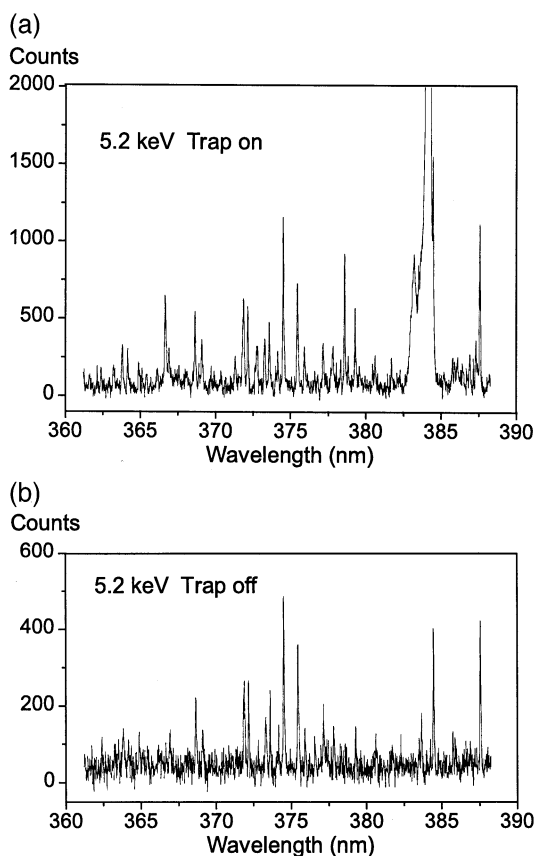 (a)
Counts
2000
5.2 keV Trap on
1500
1000
500
0
360 365 370 375 380 385 390
Wavelength (nm)
(b)
Counts
600
5.2 keV Trap off
400
200
0
360 365 370 375 380 385 390
Wavelength (nm)